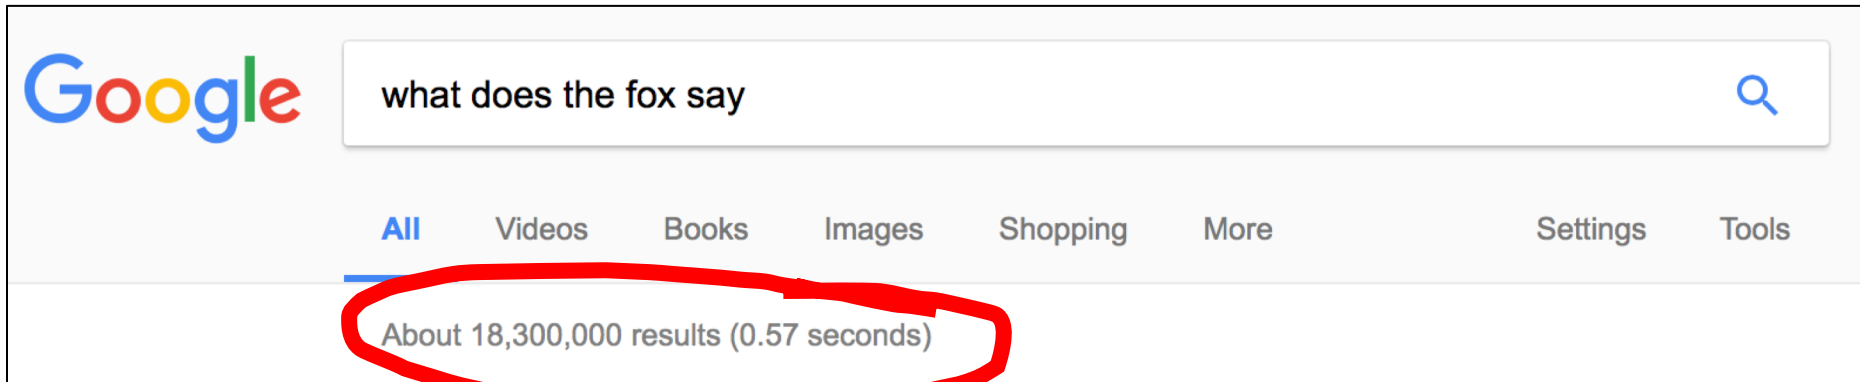 Google
what does the fox say
All Videos Books Images Shopping More Settings Tools
About 18,300,000 results (0.57 seconds)